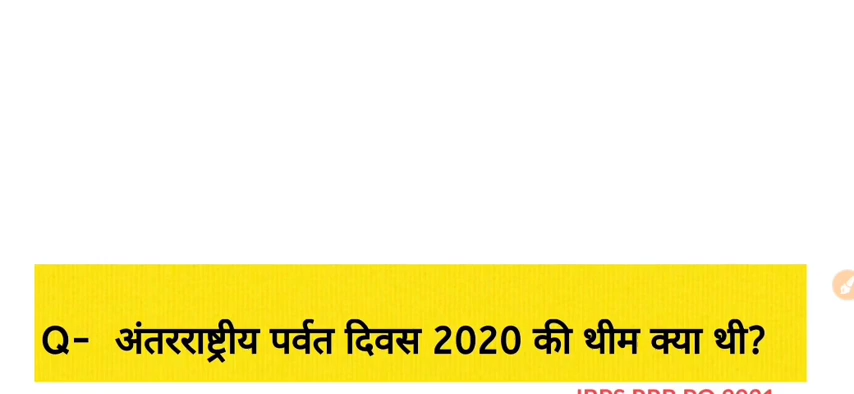 Q- अंतरराष्ट्रीय पर्वत दिवस 2020 की थीम क्या थी?